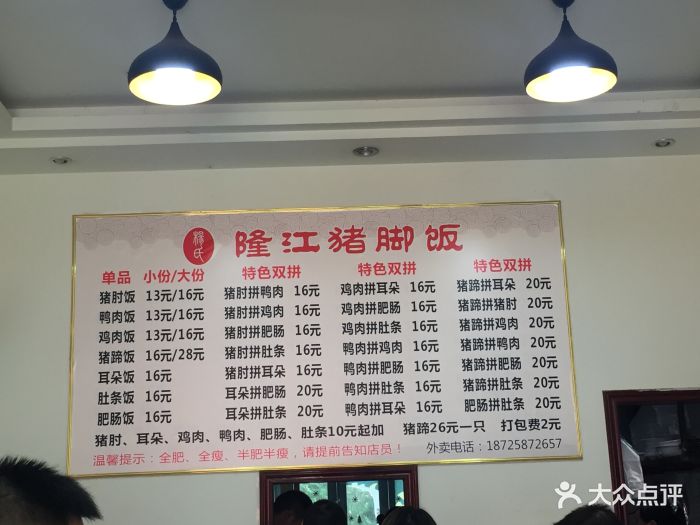 穆氏
隆江猪脚饭
单品 小份/大份 特色双拼 特色双拼 特色双拼
猪肘饭 13元/16元 猪肘拼鸭肉 16元 鸡肉拼耳朵 16元 猪蹄拼耳朵 20元
鸭肉饭 13元/16元 猪肘拼鸡肉 16元 鸡肉拼肥肠 16元 猪蹄拼猪肘 20元
鸡肉饭 13元/16元 猪肘拼肥肠 16元 鸡肉拼肚条 16元 猪蹄拼鸡肉 20元
猪蹄饭 16元/28元 猪肘拼肚条 16元 鸭肉拼鸡肉 16元 猪蹄拼鸭肉 20元
耳朵饭 16元 猪肘拼耳朵 16元 鸭肉拼肥肠 16元 猪蹄拼肥肠 20元
肚条饭 16元 耳朵拼肥肠 20元 鸭肉拼肚条 16元 猪蹄拼肚条 20元
肥肠饭 16元 耳朵拼肚条 20元 鸭肉拼耳朵 16元 肥肠拼肚条 20元
猪肘、耳朵、鸡肉、鸭肉、肥肠、肚条10元起加 猪蹄26元一只 打包费2元
温馨提示：全肥、全瘦、半肥半瘦，请提前告知店员！ 外卖电话：18725872657
大众点评